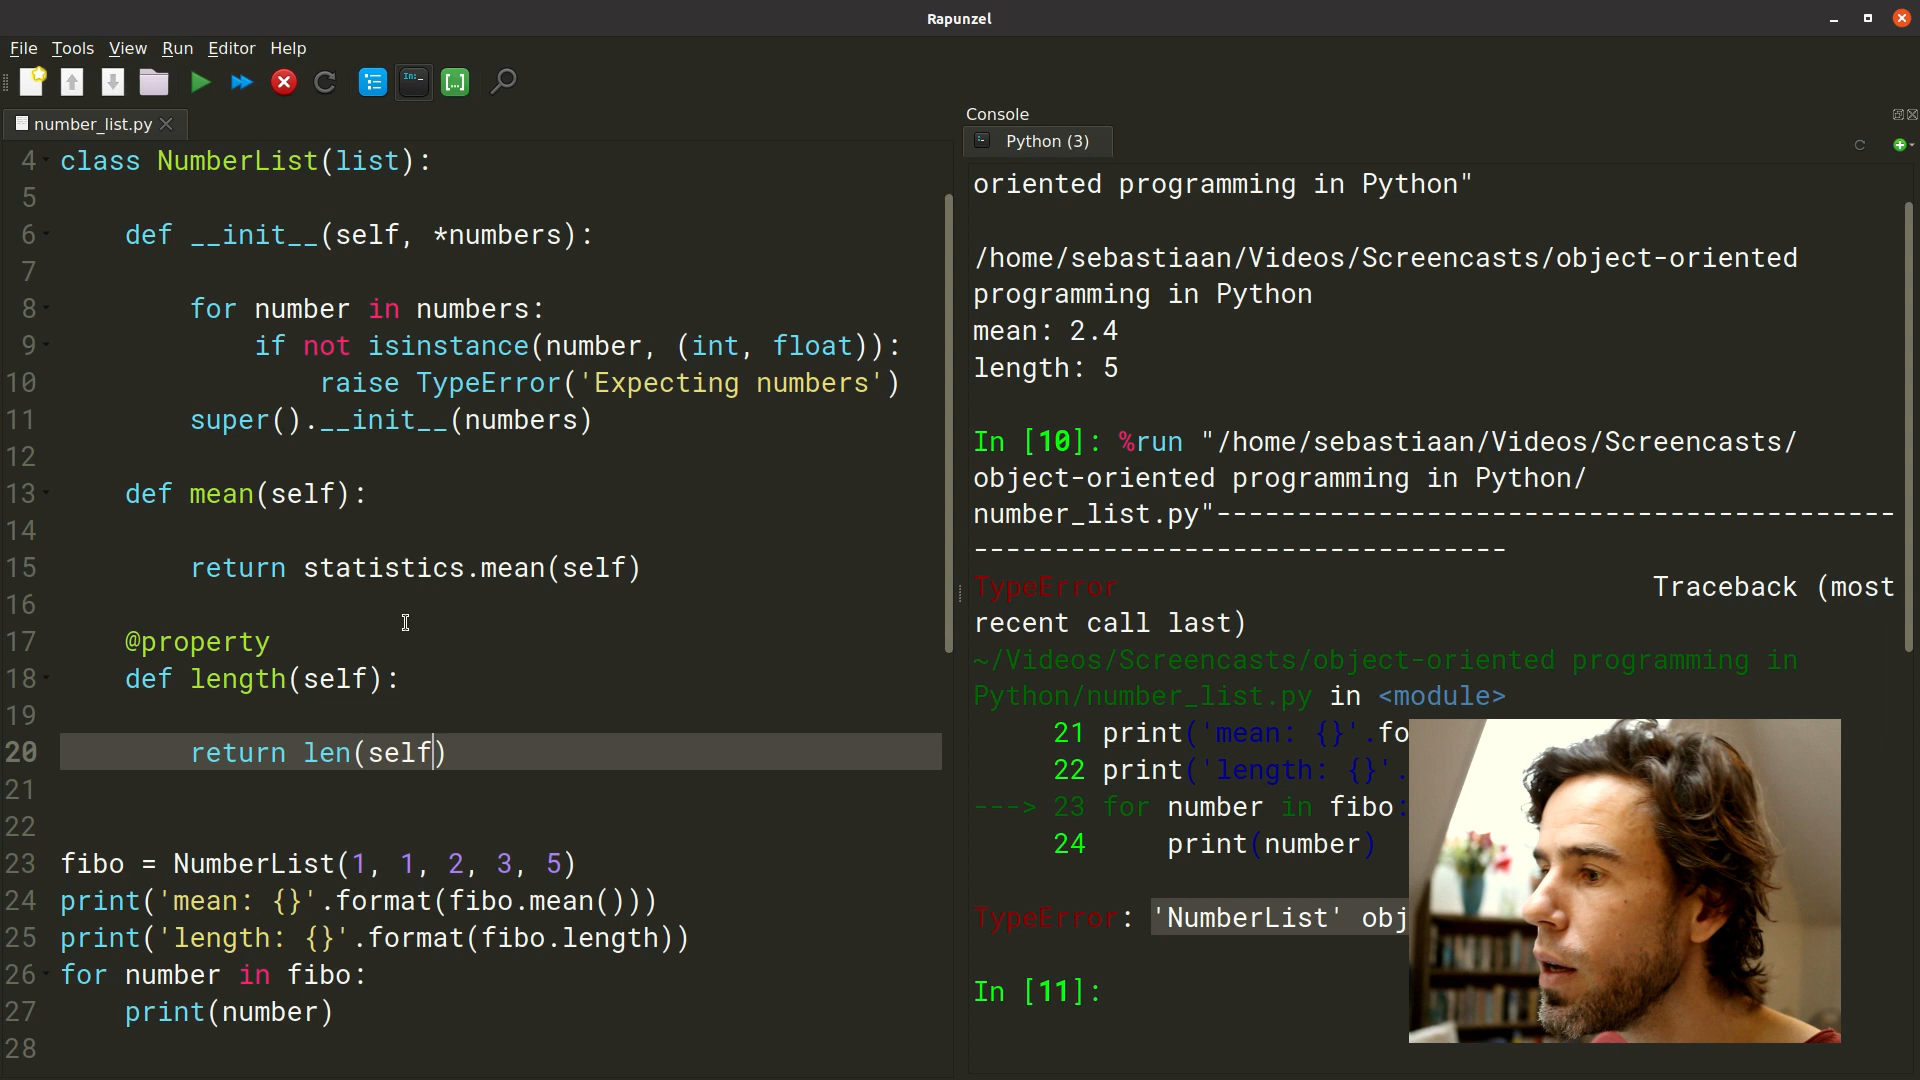 Rapunzel
File Tools View Run Editor Help
number_list.py
4 class NumberList(list):
5
6 def __init__(self, *numbers):
7
8 for number in numbers:
9 if not isinstance(number, (int, float)):
10 raise TypeError('Expecting numbers')
11 super().__init__(numbers)
12
13 def mean(self):
14
15 return statistics.mean(self)
16
17 @property
18 def length(self):
19
20 return len(self)
21
22
23 fibo = NumberList(1, 1, 2, 3, 5)
24 print('mean: {}'.format(fibo.mean()))
25 print('length: {}'.format(fibo.length))
26 for number in fibo:
27 print(number)
28
Console
Python (3)
oriented programming in Python"
/home/sebastiaan/Videos/Screencasts/object-oriented
programming in Python
mean: 2.4
length: 5
In [10]: %run "/home/sebastiaan/Videos/Screencasts/
object-oriented programming in Python/
number_list.py"------------------------------------------
---------------------------------
TypeError Traceback (most
recent call last)
~/Videos/Screencasts/object-oriented programming in
Python/number_list.py in <module>
21 print('mean: {}'.fo
22 print('length: {}'.
---> 23 for number in fibo:
24 print(number)
TypeError: 'NumberList' obj
In [11]: